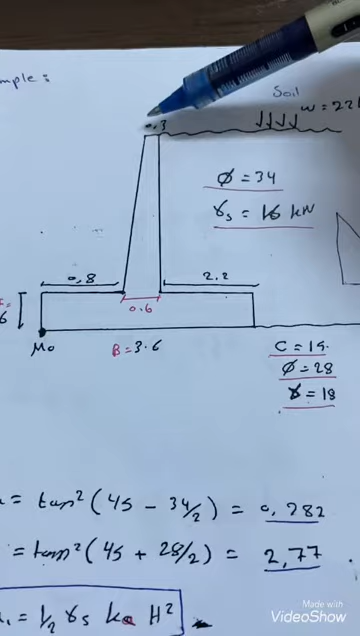 mple:
0.3
Soil
w = 22
φ = 34
γs = 16 kN
0,8
2.2
0.6
6
Mo
B = 3.6
C = 15.
φ = 28
γ = 18
= tan² (45 - 34/2) = 0,282
= tan² (45 + 28/2) = 2,77
= 1/2 γs ka H²
Made with
VideoShow